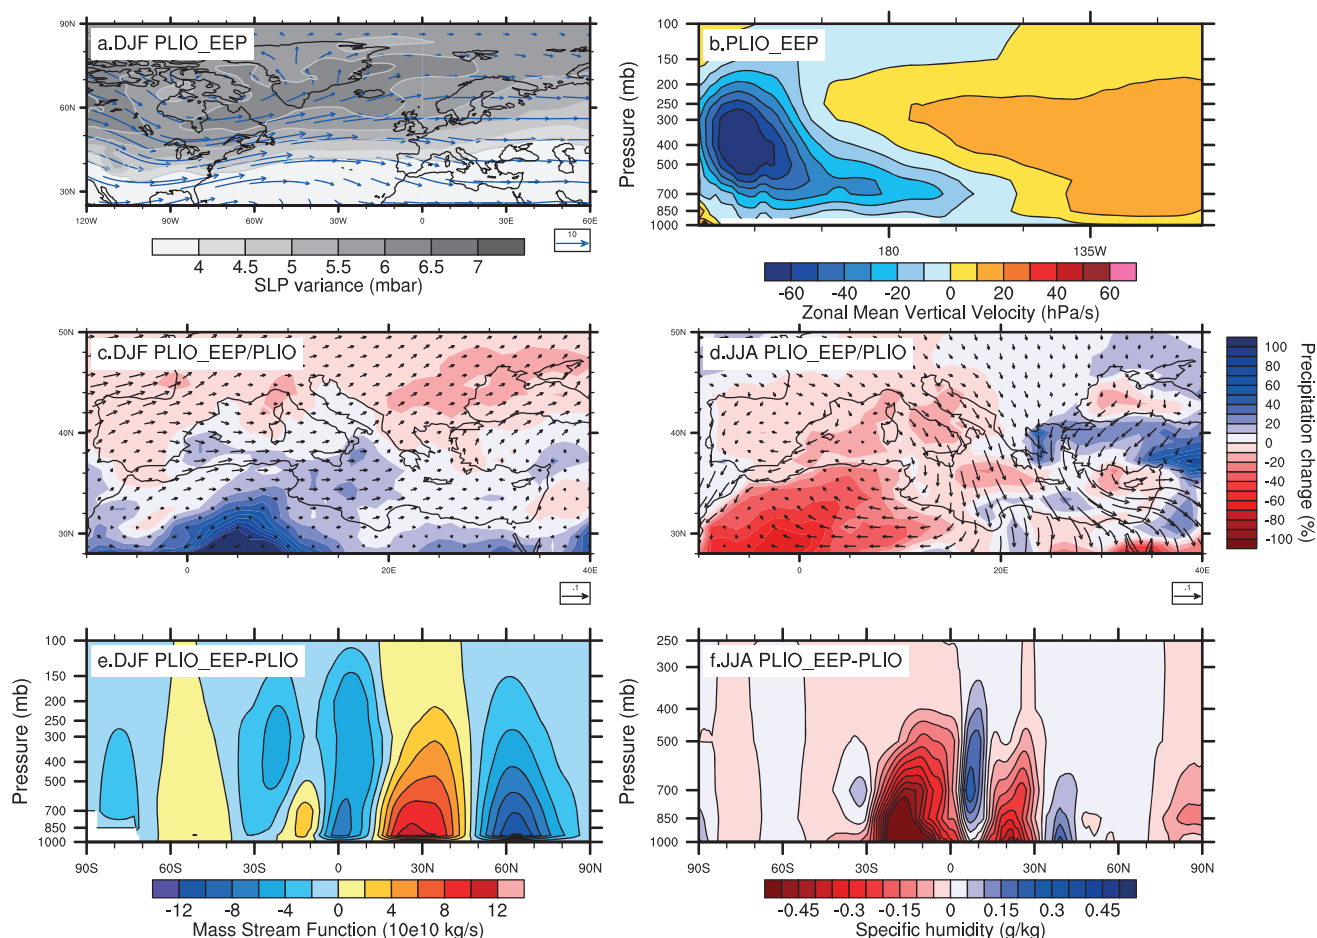 a.DJF PLIO_EEP
90N
60N
30N
120W
90W
60W
30W
0
30E
60E
10
4
4.5
5
5.5
6
6.5
7
SLP variance (mbar)
b.PLIO_EEP
Pressure (mb)
100
150
200
250
300
400
500
700
850
1000
180
135W
-60
-40
-20
0
20
40
60
Zonal Mean Vertical Velocity (hPa/s)
c.DJF PLIO_EEP/PLIO
50N
40N
30N
0
20E
40E
.1
d.JJA PLIO_EEP/PLIO
50N
40N
30N
0
20E
40E
.1
100
80
60
40
20
0
-20
-40
-60
-80
-100
Precipitation change (%)
e.DJF PLIO_EEP-PLIO
Pressure (mb)
100
150
200
250
300
400
500
700
850
1000
90S
60S
30S
0
30N
60N
90N
-12
-8
-4
0
4
8
12
Mass Stream Function (10e10 kg/s)
f.JJA PLIO_EEP-PLIO
Pressure (mb)
250
300
500
700
850
1000
90S
60S
30S
0
30N
60N
90N
-0.45
-0.3
-0.15
0
0.15
0.3
0.45
Specific humidity (g/kg)